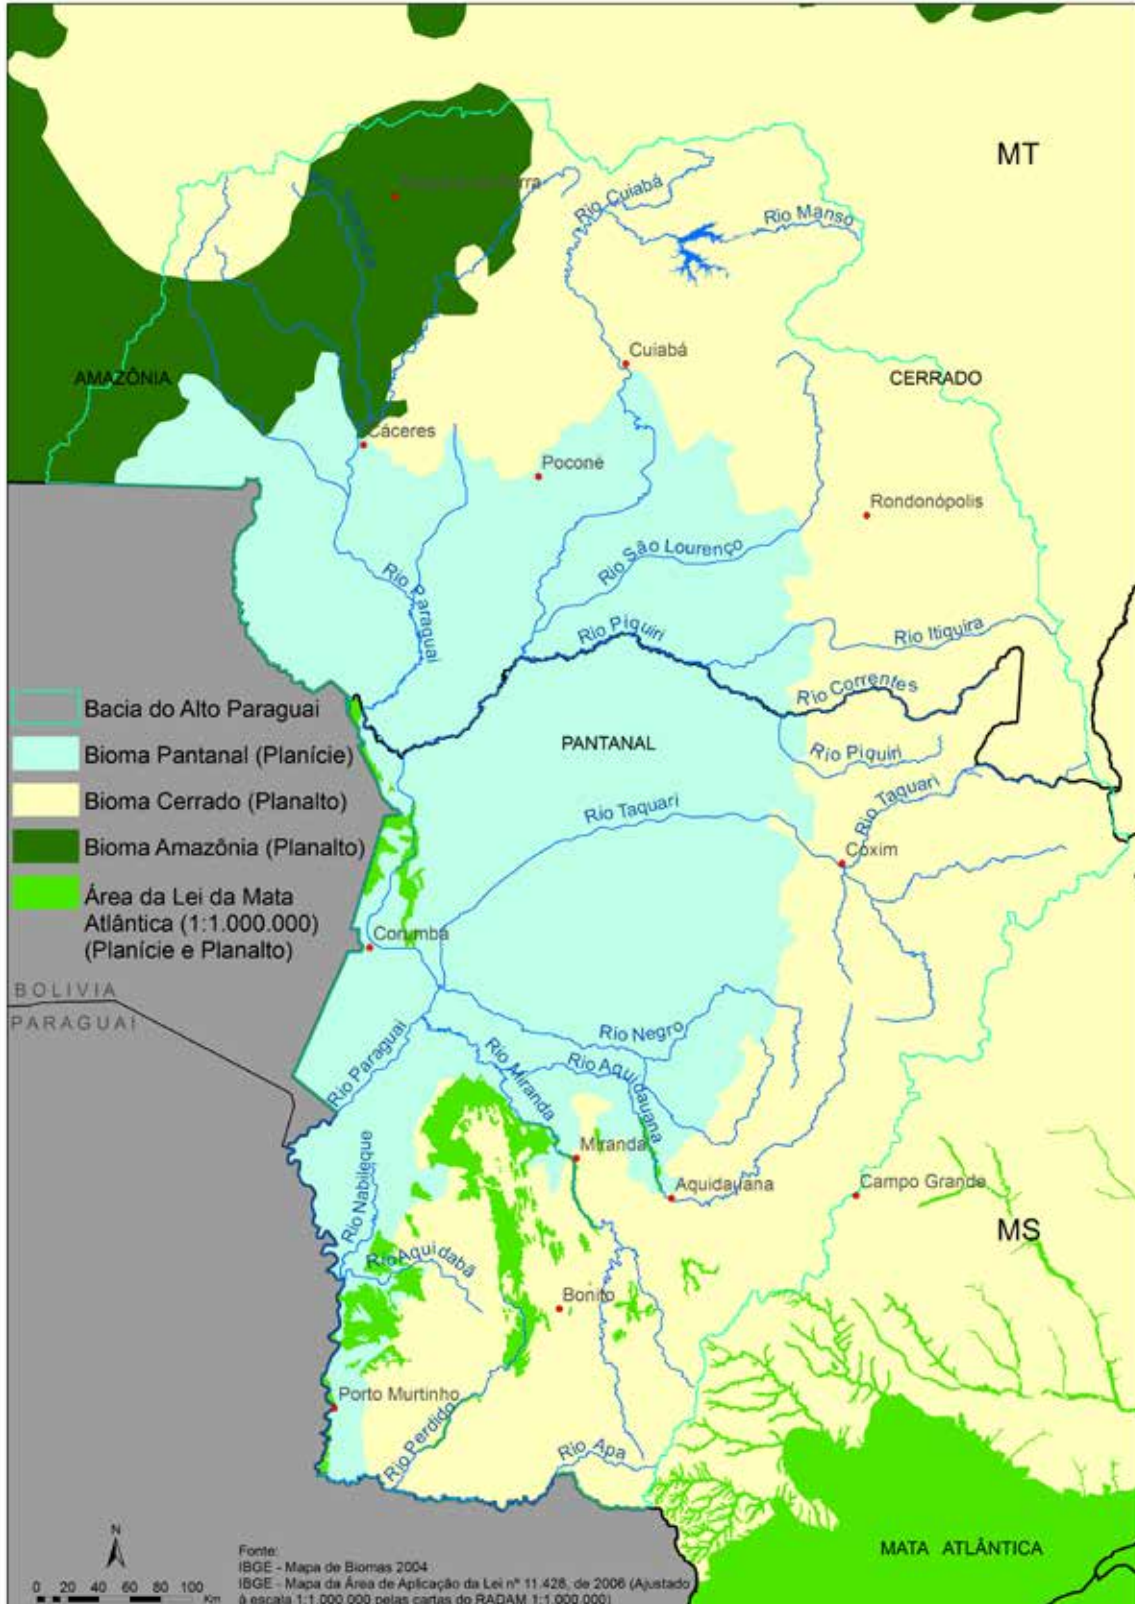 MT
Rio Cuiabá
Rio Manso
Cuiabá
AMAZÔNIA
CERRADO
Cáceres
Poconé
Rondonópolis
Rio São Lourenço
Rio Paraguai
Rio Piquiri
Rio Itiquira
Rio Correntes
Bacia do Alto Paraguai
Bioma Pantanal (Planície)
Bioma Cerrado (Planalto)
Bioma Amazônia (Planalto)
Área da Lei da Mata
Atlântica (1:1.000.000)
(Planície e Planalto)
PANTANAL
Rio Piquiri
Rio Taquari
Rio Taquari
Coxim
Corumbá
BOLIVIA
PARAGUAI
Rio Negro
Rio Paraguai
Rio Miranda
Rio Aquidauana
Miranda
Aquidauana
Campo Grande
Rio Nabileque
MS
Rio Aquidabã
Bonito
Porto Murtinho
Rio Perdido
Rio Apa
MATA ATLÂNTICA
N
0 20 40 60 80 100
Km
Fonte:
IBGE - Mapa de Biomas 2004
IBGE - Mapa da Área de Aplicação da Lei nº 11.428, de 2006 (Ajustado
à escala 1:1.000.000 pelas cartas do RADAM 1:1.000.000)